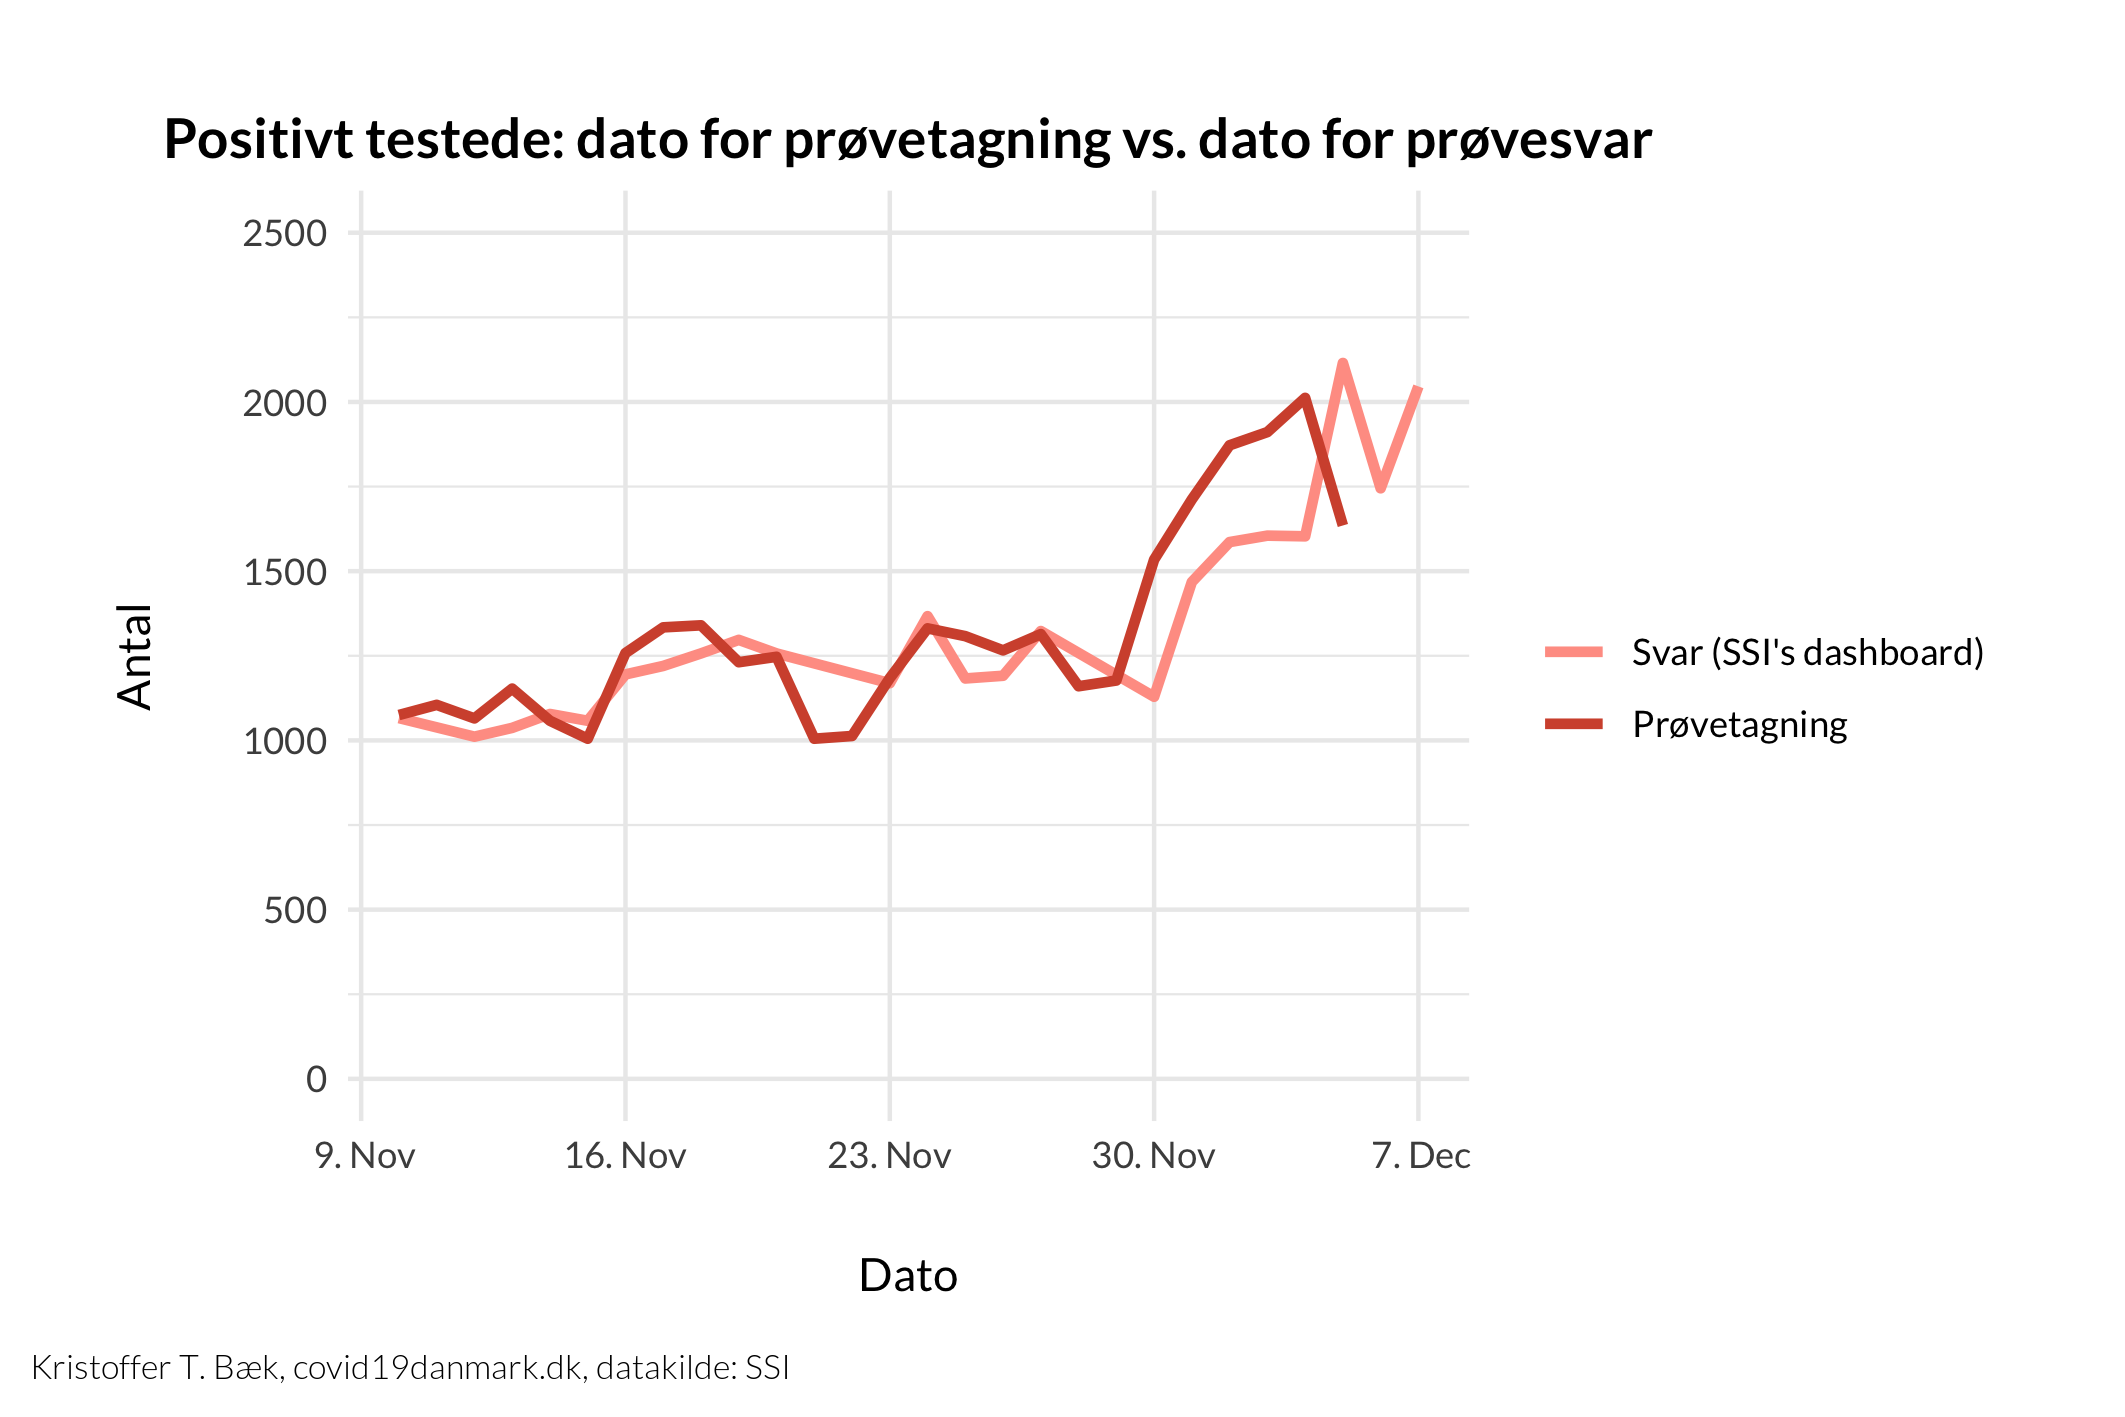 Positivt testede: dato for prøvetagning vs. dato for prøvesvar
2500
2000
1500
1000
500
0
Antal
9. Nov
16. Nov
23. Nov
30. Nov
7. Dec
Dato
Svar (SSI's dashboard)
Prøvetagning
Kristoffer T. Bæk, covid19danmark.dk, datakilde: SSI